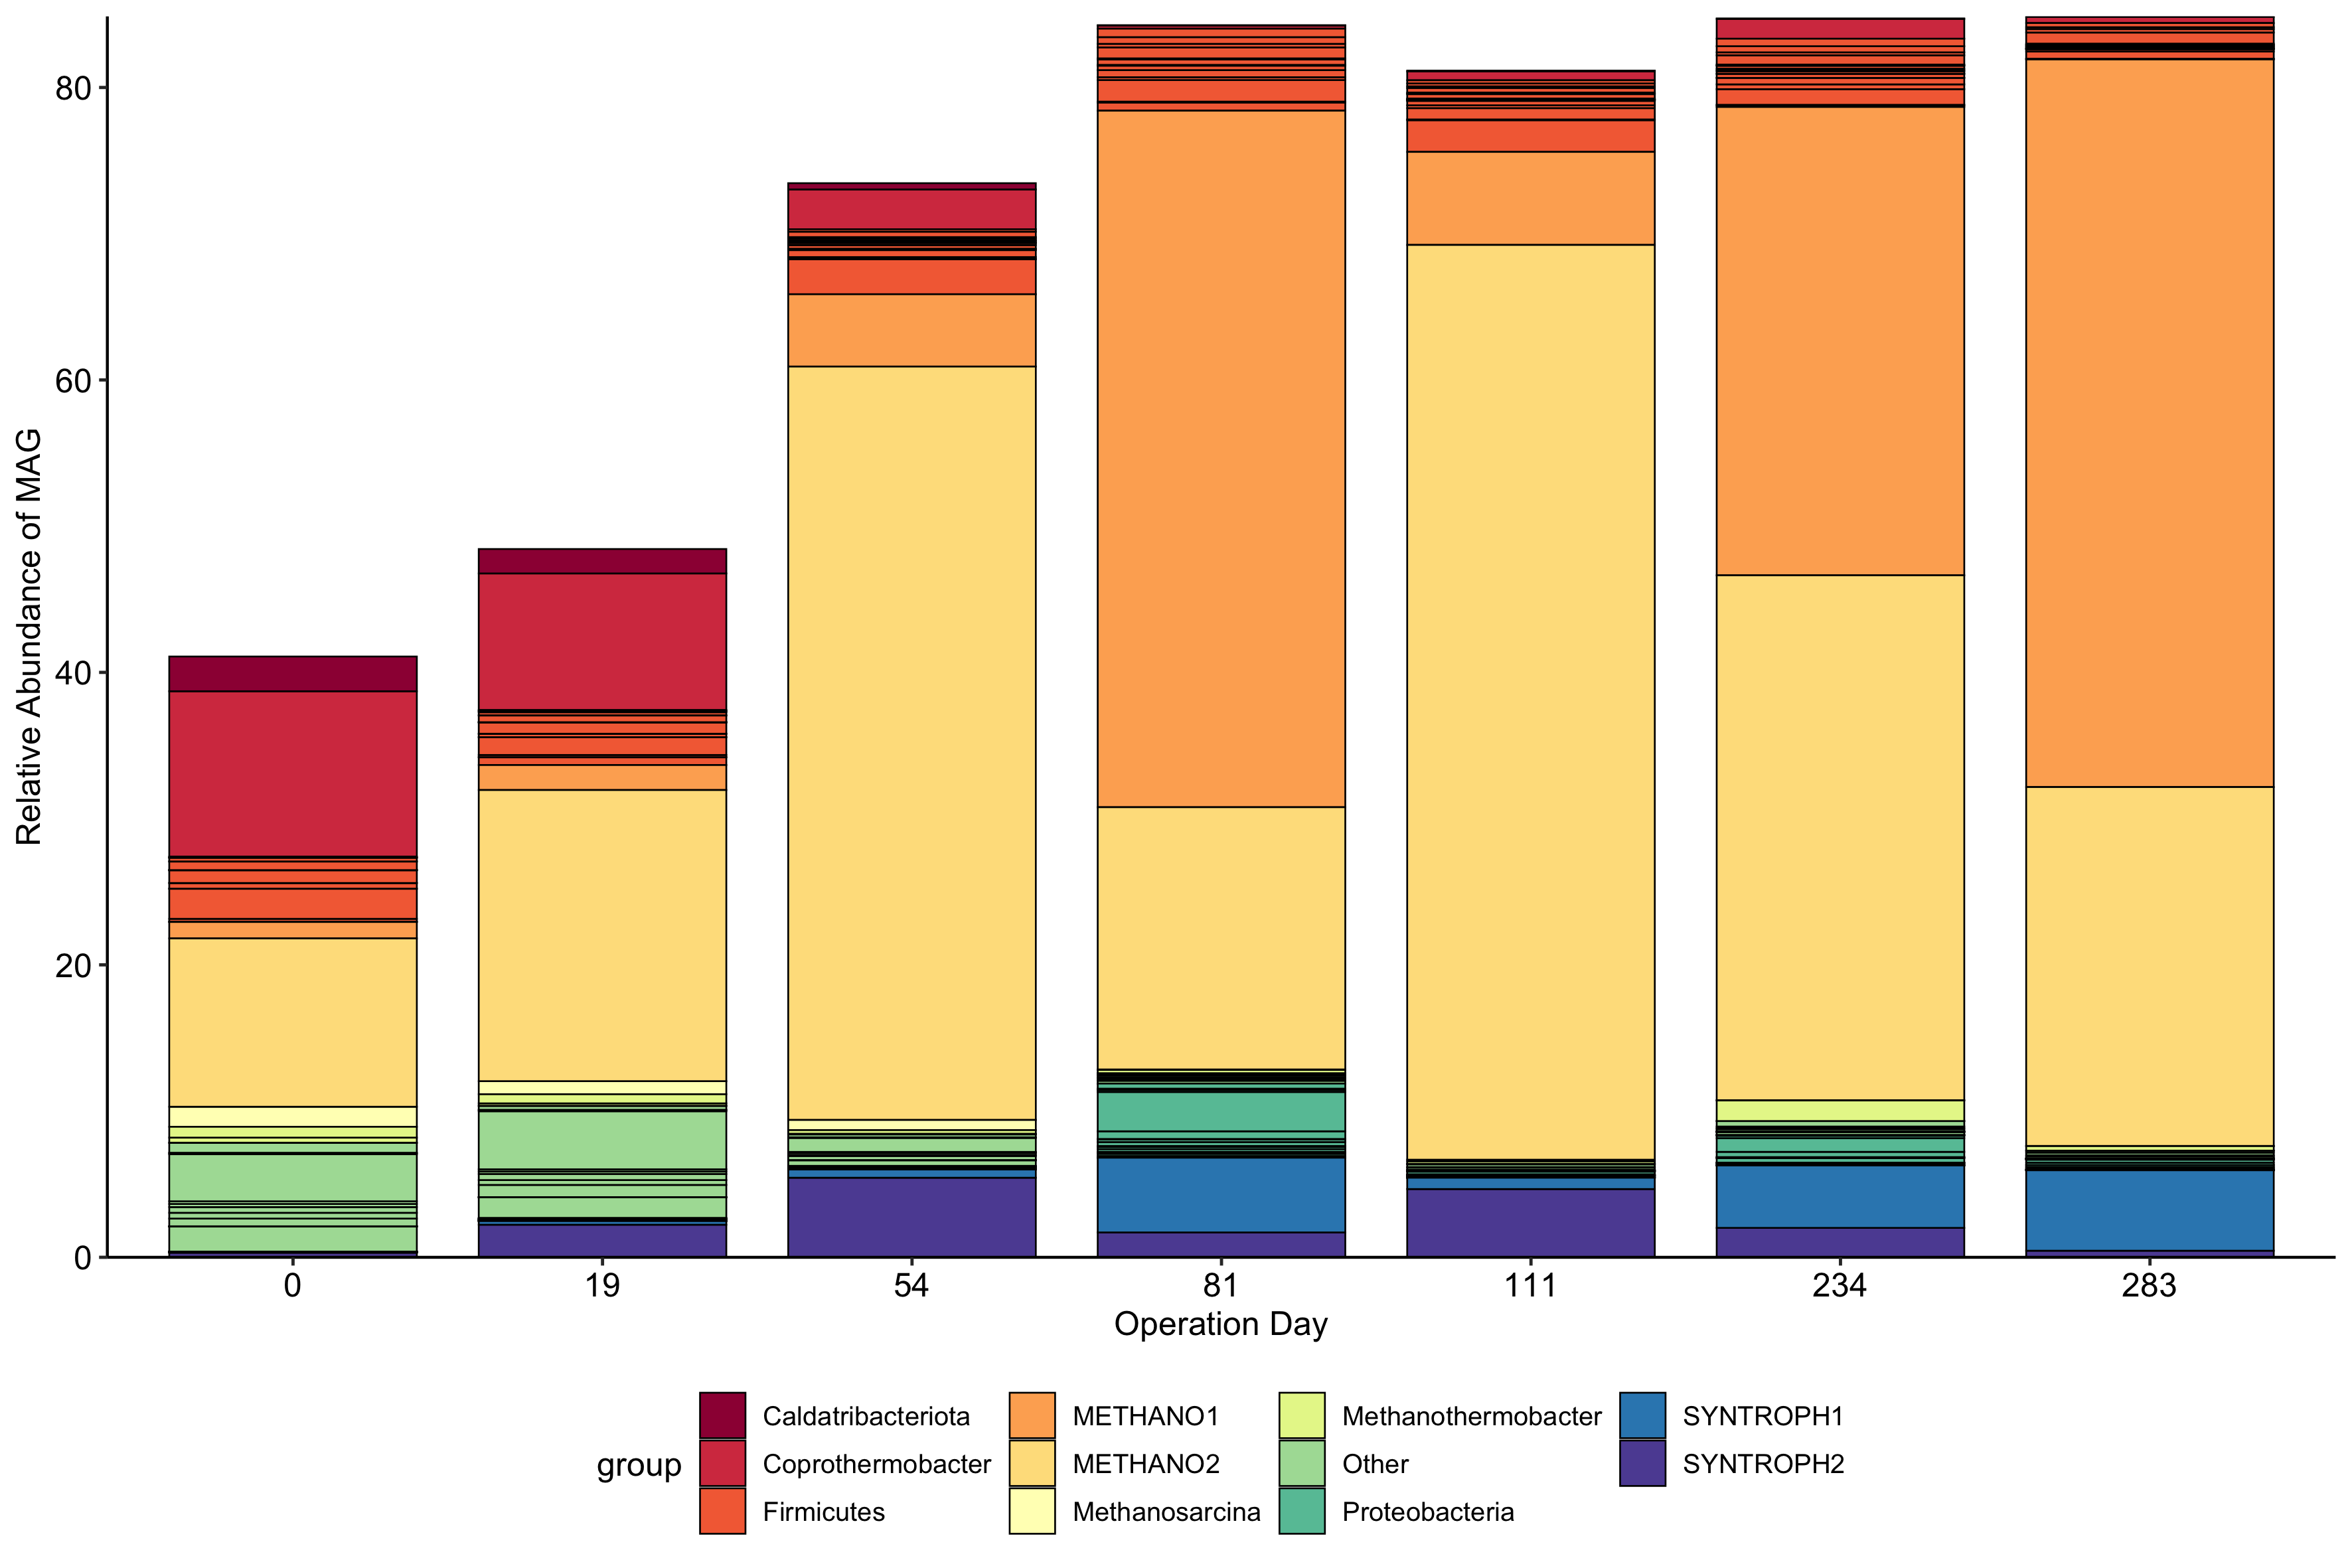 80
60
40
20
0
Relative Abundance of MAG
0 19 54 81 111 234 283
Operation Day
group
Caldatribacteriota METHANO1 Methanothermobacter SYNTROPH1
Coprothermobacter METHANO2 Other SYNTROPH2
Firmicutes Methanosarcina Proteobacteria